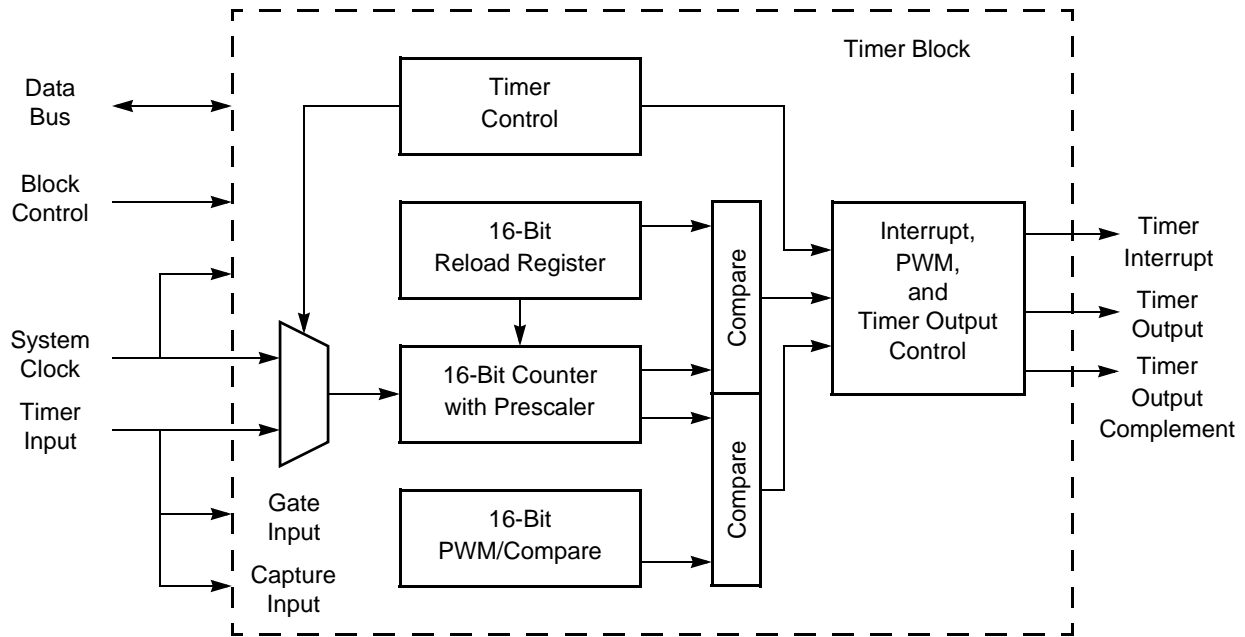 Timer Block
Data
Bus
Timer
Control
Block
Control
16-Bit
Reload Register
Compare
Interrupt,
PWM,
and
Timer Output
Control
Timer
Interrupt
Timer
Output
Timer
Output
Complement
System
Clock
16-Bit Counter
with Prescaler
Timer
Input
Compare
Gate
Input
16-Bit
PWM/Compare
Capture
Input